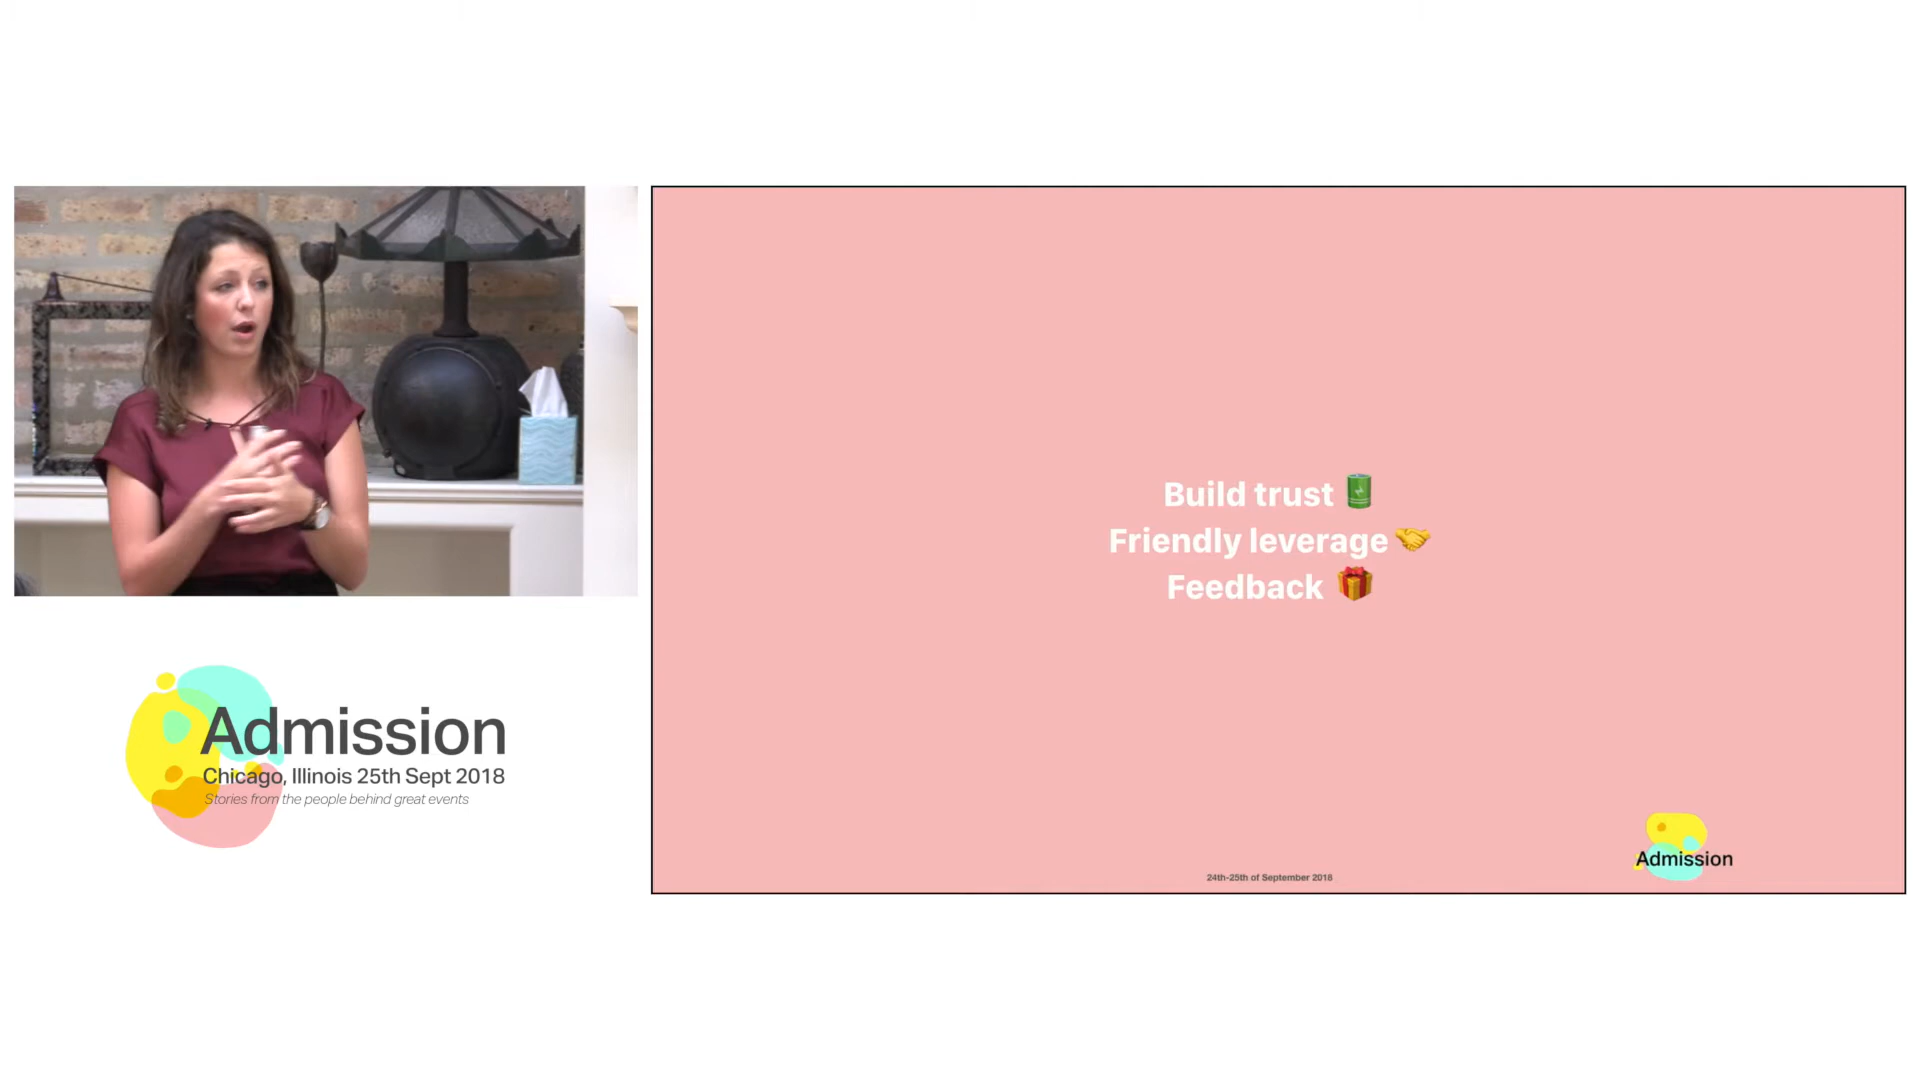 Build trust 🔋
Friendly leverage 🤝
Feedback 🎁
Admission
Chicago, Illinois 25th Sept 2018
Stories from the people behind great events
Admission
24th-25th of September 2018